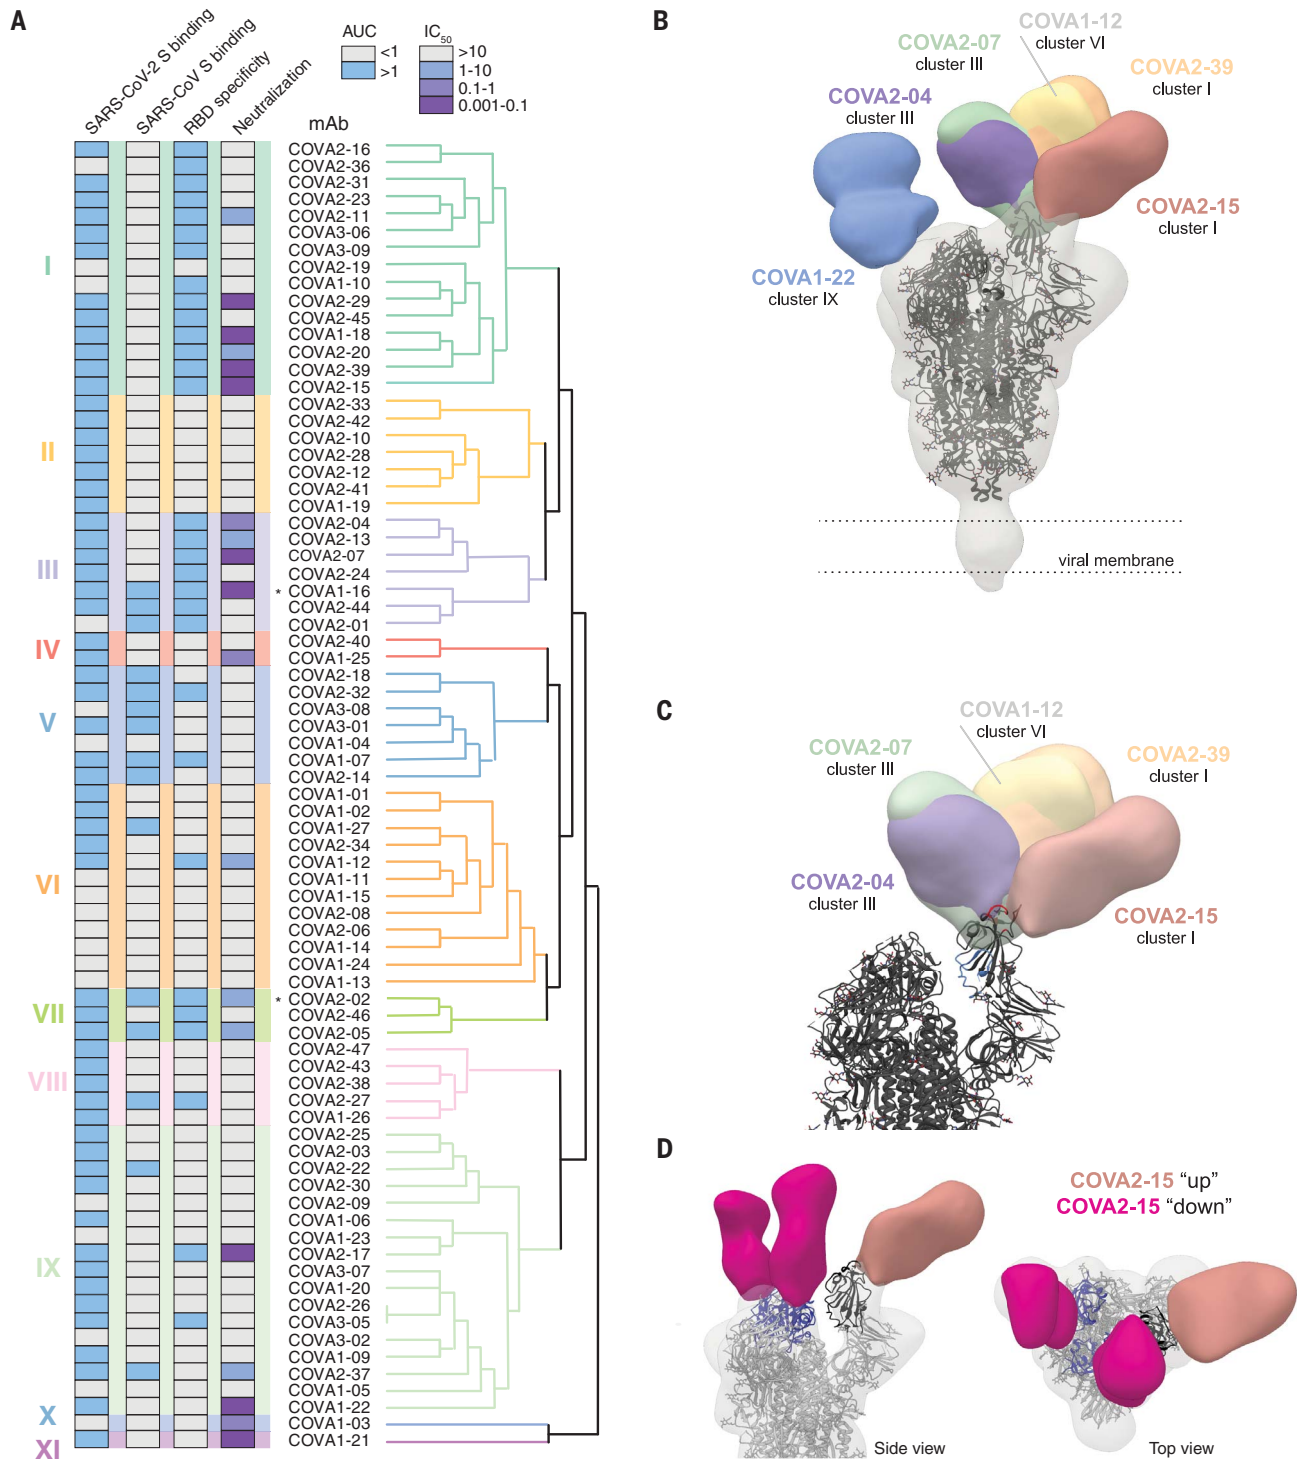 A
SARS-CoV-2 S binding
SARS-CoV S binding
RBD specificity
Neutralization
AUC
<1
>1
IC50
>10
1-10
0.1-1
0.001-0.1
mAb
I
II
III
IV
V
VI
VII
VIII
IX
X
XI
COVA2-16
COVA2-36
COVA2-31
COVA2-23
COVA2-11
COVA3-06
COVA3-09
COVA2-19
COVA1-10
COVA2-29
COVA2-45
COVA1-18
COVA2-20
COVA2-39
COVA2-15
COVA2-33
COVA2-42
COVA2-10
COVA2-28
COVA2-12
COVA2-41
COVA1-19
COVA2-04
COVA2-13
COVA2-07
COVA2-24
* COVA1-16
COVA2-44
COVA2-01
COVA2-40
COVA1-25
COVA2-18
COVA2-32
COVA3-08
COVA3-01
COVA1-04
COVA1-07
COVA2-14
COVA1-01
COVA1-02
COVA1-27
COVA2-34
COVA1-12
COVA1-11
COVA1-15
COVA2-08
COVA2-06
COVA1-14
COVA1-24
COVA1-13
* COVA2-02
COVA2-46
COVA2-05
COVA2-47
COVA2-43
COVA2-38
COVA2-27
COVA1-26
COVA2-25
COVA2-03
COVA2-22
COVA2-30
COVA2-09
COVA1-06
COVA1-23
COVA2-17
COVA3-07
COVA1-20
COVA2-26
COVA3-05
COVA3-02
COVA1-09
COVA2-37
COVA1-05
COVA1-22
COVA1-03
COVA1-21
B
COVA1-12
cluster VI
COVA2-07
cluster III
COVA2-39
cluster I
COVA2-04
cluster III
COVA2-15
cluster I
COVA1-22
cluster IX
viral membrane
C
COVA1-12
cluster VI
COVA2-07
cluster III
COVA2-39
cluster I
COVA2-04
cluster III
COVA2-15
cluster I
D
COVA2-15 “up”
COVA2-15 “down”
Side view
Top view